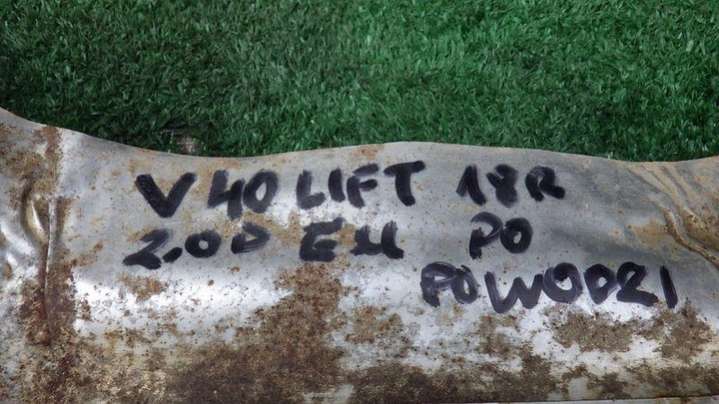 V40 LIFT 18R
2.0D EU PO
POWODZI